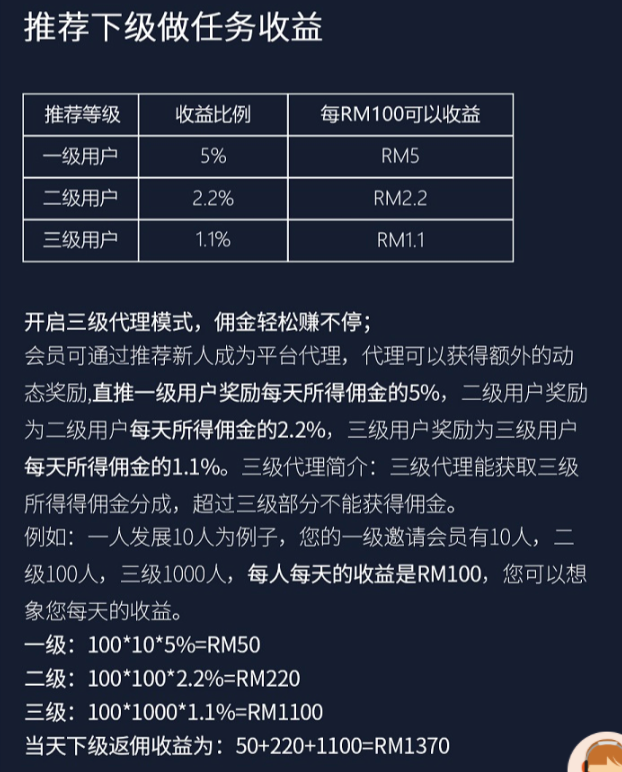 推荐下级做任务收益
推荐等级 收益比例 每RM100可以收益
一级用户 5% RM5
二级用户 2.2% RM2.2
三级用户 1.1% RM1.1
开启三级代理模式，佣金轻松赚不停；
会员可通过推荐新人成为平台代理，代理可以获得额外的动
态奖励,直推一级用户奖励每天所得佣金的5%，二级用户奖励
为二级用户每天所得佣金的2.2%，三级用户奖励为三级用户
每天所得佣金的1.1%。三级代理简介：三级代理能获取三级
所得得佣金分成，超过三级部分不能获得佣金。
例如：一人发展10人为例子，您的一级邀请会员有10人，二
级100人，三级1000人，每人每天的收益是RM100，您可以想
象您每天的收益。
一级：100*10*5%=RM50
二级：100*100*2.2%=RM220
三级：100*1000*1.1%=RM1100
当天下级返佣收益为：50+220+1100=RM1370